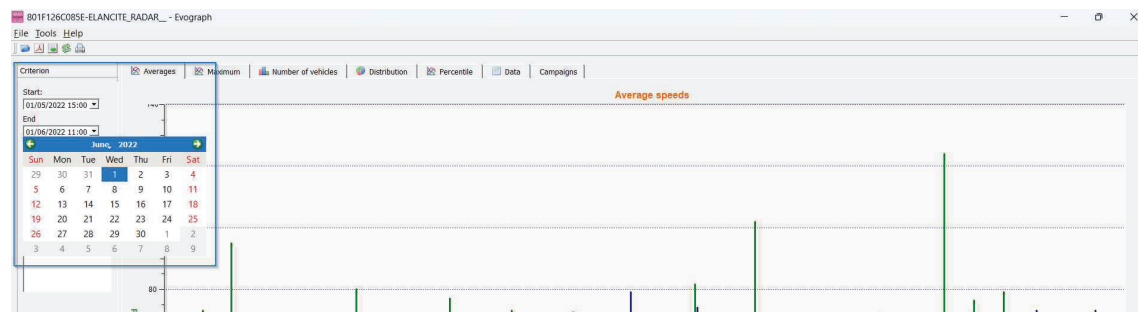 801F126C085E-ELANCITE_RADAR__ - Evograph
File Tools Help
Criterion
Averages Maximum Number of vehicles Distribution Percentile Data Campaigns
Start:
01/05/2022 15:00
End
01/06/2022 11:00
Average speeds
140
June, 2022
Sun Mon Tue Wed Thu Fri Sat
29 30 31 1 2 3 4
5 6 7 8 9 10 11
12 13 14 15 16 17 18
19 20 21 22 23 24 25
26 27 28 29 30 1 2
3 4 5 6 7 8 9
80